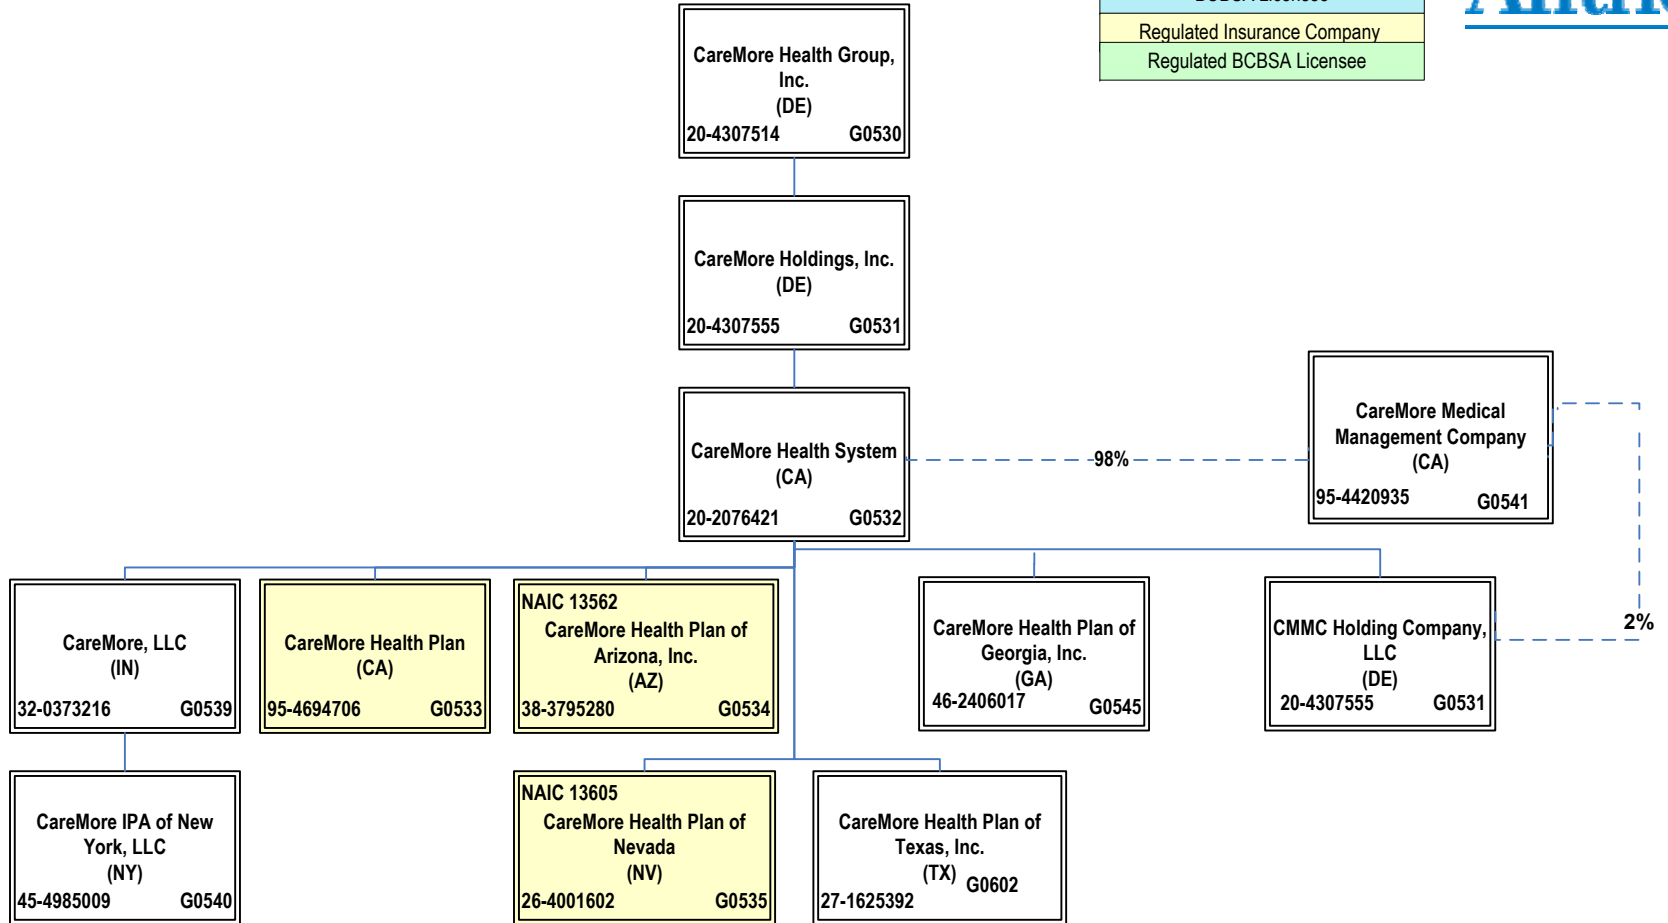 Regulated Insurance Company
Regulated BCBSA Licensee
CareMore Health Group,
Inc.
(DE)
20-4307514 G0530
CareMore Holdings, Inc.
(DE)
20-4307555 G0531
CareMore Health System
(CA)
20-2076421 G0532
98%
CareMore Medical
Management Company
(CA)
95-4420935 G0541
2%
CareMore, LLC
(IN)
32-0373216 G0539
CareMore Health Plan
(CA)
95-4694706 G0533
NAIC 13562
CareMore Health Plan of
Arizona, Inc.
(AZ)
38-3795280 G0534
CareMore Health Plan of
Georgia, Inc.
(GA)
46-2406017 G0545
CMMC Holding Company,
LLC
(DE)
20-4307555 G0531
CareMore IPA of New
York, LLC
(NY)
45-4985009 G0540
NAIC 13605
CareMore Health Plan of
Nevada
(NV)
26-4001602 G0535
CareMore Health Plan of
Texas, Inc.
(TX) G0602
27-1625392